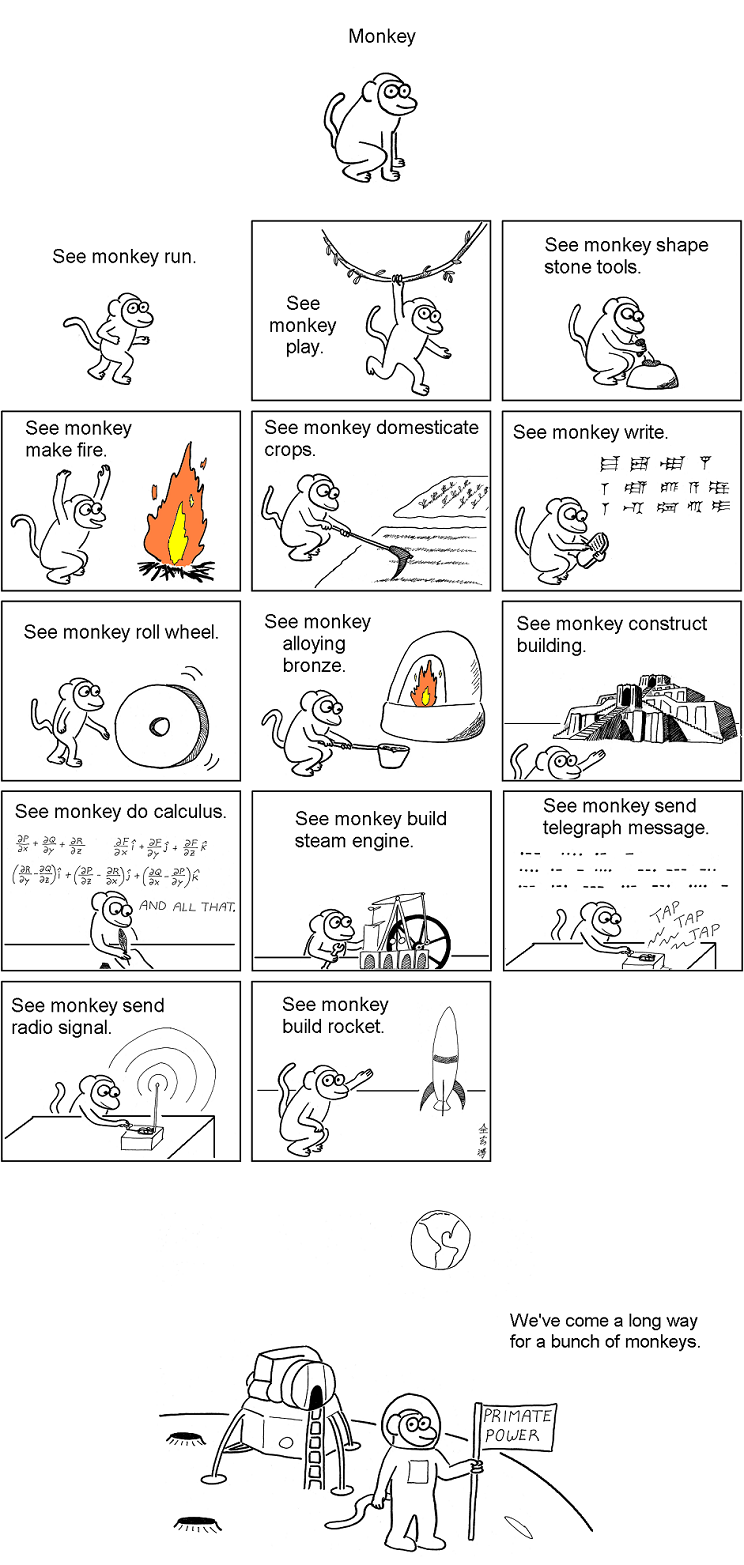 Monkey
See monkey run.
See
monkey
play.
See monkey shape
stone tools.
See monkey
make fire.
See monkey domesticate
crops.
See monkey write.
See monkey roll wheel.
See monkey
alloying
bronze.
See monkey construct
building.
See monkey do calculus.
∂P/∂x + ∂Q/∂y + ∂R/∂z ∂F/∂x î + ∂F/∂y ĵ + ∂F/∂z k̂
(∂R/∂y - ∂Q/∂z) î + (∂P/∂z - ∂R/∂x) ĵ + (∂Q/∂x - ∂P/∂y) k̂
AND ALL THAT.
See monkey build
steam engine.
See monkey send
telegraph message.
TAP
TAP
TAP
See monkey send
radio signal.
See monkey
build rocket.
We've come a long way
for a bunch of monkeys.
PRIMATE
POWER